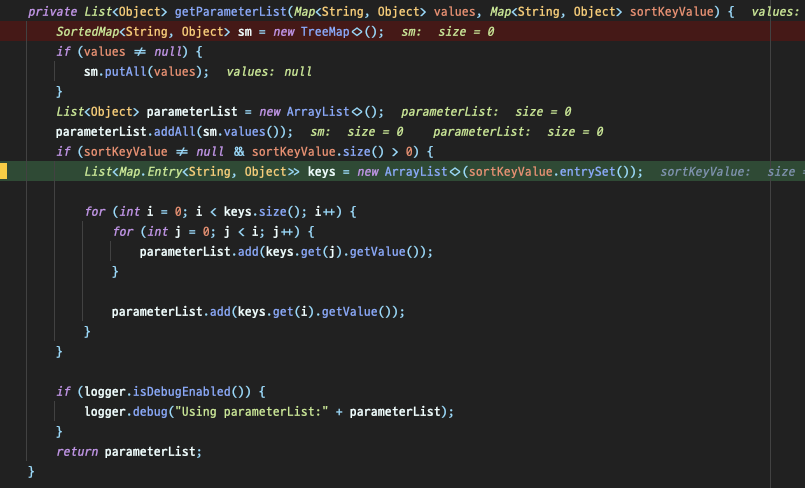 private List<Object> getParameterList(Map<String, Object> values, Map<String, Object> sortKeyValue) { values:
SortedMap<String, Object> sm = new TreeMap<>(); sm: size = 0
if (values != null) {
sm.putAll(values); values: null
}
List<Object> parameterList = new ArrayList<>(); parameterList: size = 0
parameterList.addAll(sm.values()); sm: size = 0 parameterList: size = 0
if (sortKeyValue != null && sortKeyValue.size() > 0) {
List<Map.Entry<String, Object>> keys = new ArrayList<>(sortKeyValue.entrySet()); sortKeyValue: size =
for (int i = 0; i < keys.size(); i++) {
for (int j = 0; j < i; j++) {
parameterList.add(keys.get(j).getValue());
}
parameterList.add(keys.get(i).getValue());
}
}
if (logger.isDebugEnabled()) {
logger.debug("Using parameterList:" + parameterList);
}
return parameterList;
}